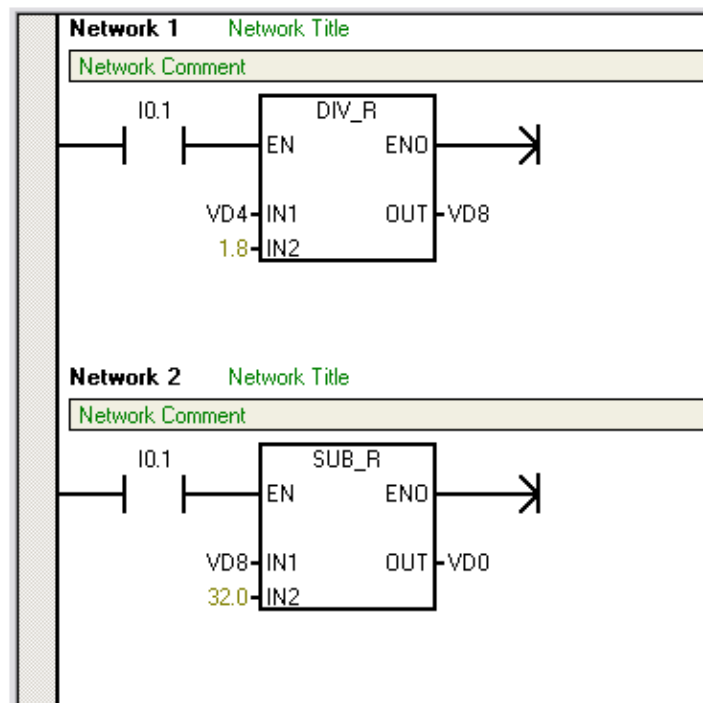 Network 1 Network Title
Network Comment
I0.1 DIV_R
EN ENO
VD4 IN1 OUT VD8
1.8 IN2
Network 2 Network Title
Network Comment
I0.1 SUB_R
EN ENO
VD8 IN1 OUT VD0
32.0 IN2